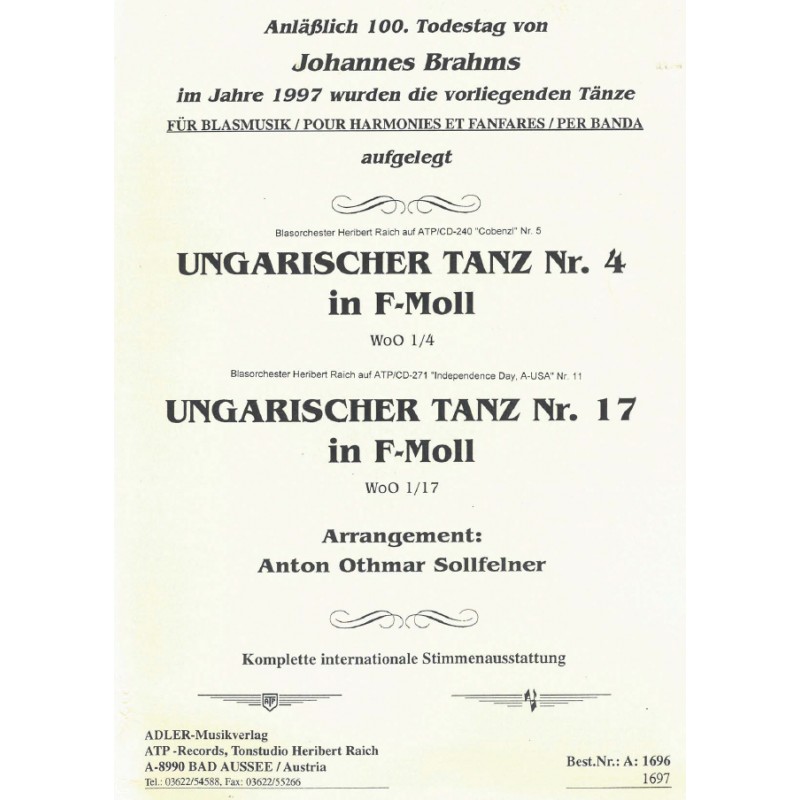 Anläßlich 100. Todestag von
Johannes Brahms
im Jahre 1997 wurden die vorliegenden Tänze
FÜR BLASMUSIK / POUR HARMONIES ET FANFARES / PER BANDA
aufgelegt
Blasorchester Heribert Raich auf ATP/CD-240 "Cobenzl" Nr. 5
UNGARISCHER TANZ Nr. 4
in F-Moll
WoO 1/4
Blasorchester Heribert Raich auf ATP/CD-271 "Independence Day, A-USA" Nr. 11
UNGARISCHER TANZ Nr. 17
in F-Moll
WoO 1/17
Arrangement:
Anton Othmar Sollfelner
Komplette internationale Stimmenausstattung
ATP
ADLER-Musikverlag
ATP -Records, Tonstudio Heribert Raich
A-8990 BAD AUSSEE / Austria
Tel.: 03622/54588, Fax: 03622/55266
Best.Nr.: A: 1696
1697